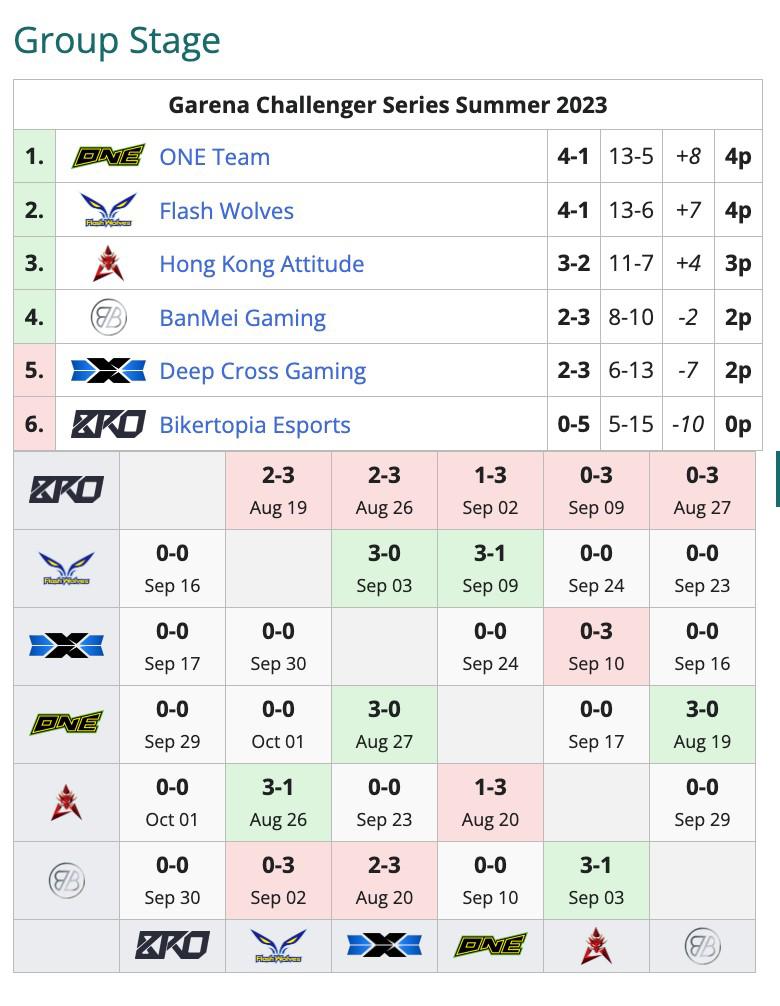 Group Stage
Garena Challenger Series Summer 2023
1. ONE ONE Team 4-1 13-5 +8 4p
2. Flash Wolves Flash Wolves 4-1 13-6 +7 4p
3. Hong Kong Attitude 3-2 11-7 +4 3p
4. BB BanMei Gaming 2-3 8-10 -2 2p
5. X Deep Cross Gaming 2-3 6-13 -7 2p
6. BRO Bikertopia Esports 0-5 5-15 -10 0p
BRO 2-3 2-3 1-3 0-3 0-3
Aug 19 Aug 26 Sep 02 Sep 09 Aug 27
0-0 3-0 3-1 0-0 0-0
Flash Wolves Sep 16 Sep 03 Sep 09 Sep 24 Sep 23
X 0-0 0-0 0-0 0-3 0-0
Sep 17 Sep 30 Sep 24 Sep 10 Sep 16
ONE 0-0 0-0 3-0 0-0 3-0
Sep 29 Oct 01 Aug 27 Sep 17 Aug 19
0-0 3-1 0-0 1-3 0-0
Oct 01 Aug 26 Sep 23 Aug 20 Sep 29
BB 0-0 0-3 2-3 0-0 3-1
Sep 30 Sep 02 Aug 20 Sep 10 Sep 03
BRO Flash Wolves X ONE BB